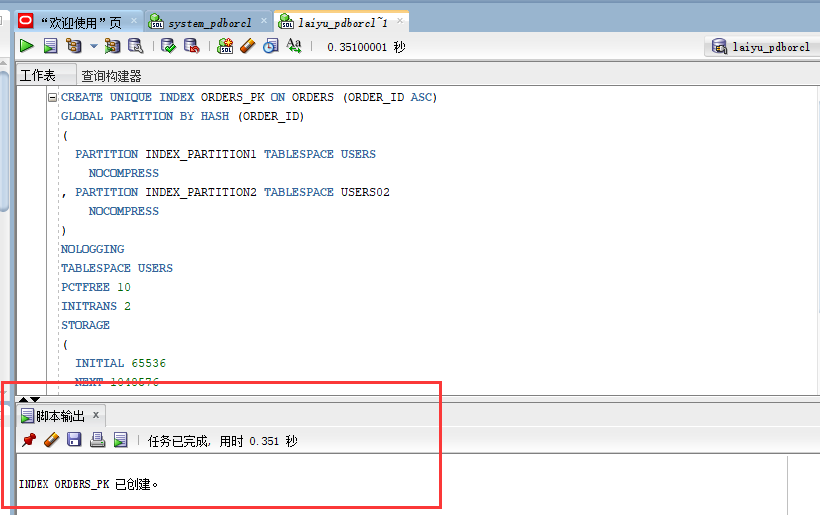 “欢迎使用”页
system_pdborcl
laiyu_pdborcl~1
0.35100001 秒
laiyu_pdborcl
工作表
查询构建器
CREATE UNIQUE INDEX ORDERS_PK ON ORDERS (ORDER_ID ASC)
GLOBAL PARTITION BY HASH (ORDER_ID)
(
PARTITION INDEX_PARTITION1 TABLESPACE USERS
NOCOMPRESS
, PARTITION INDEX_PARTITION2 TABLESPACE USERS02
NOCOMPRESS
)
NOLOGGING
TABLESPACE USERS
PCTFREE 10
INITRANS 2
STORAGE
(
INITIAL 65536
NEXT 1048576
脚本输出 x
任务已完成, 用时 0.351 秒
INDEX ORDERS_PK 已创建。